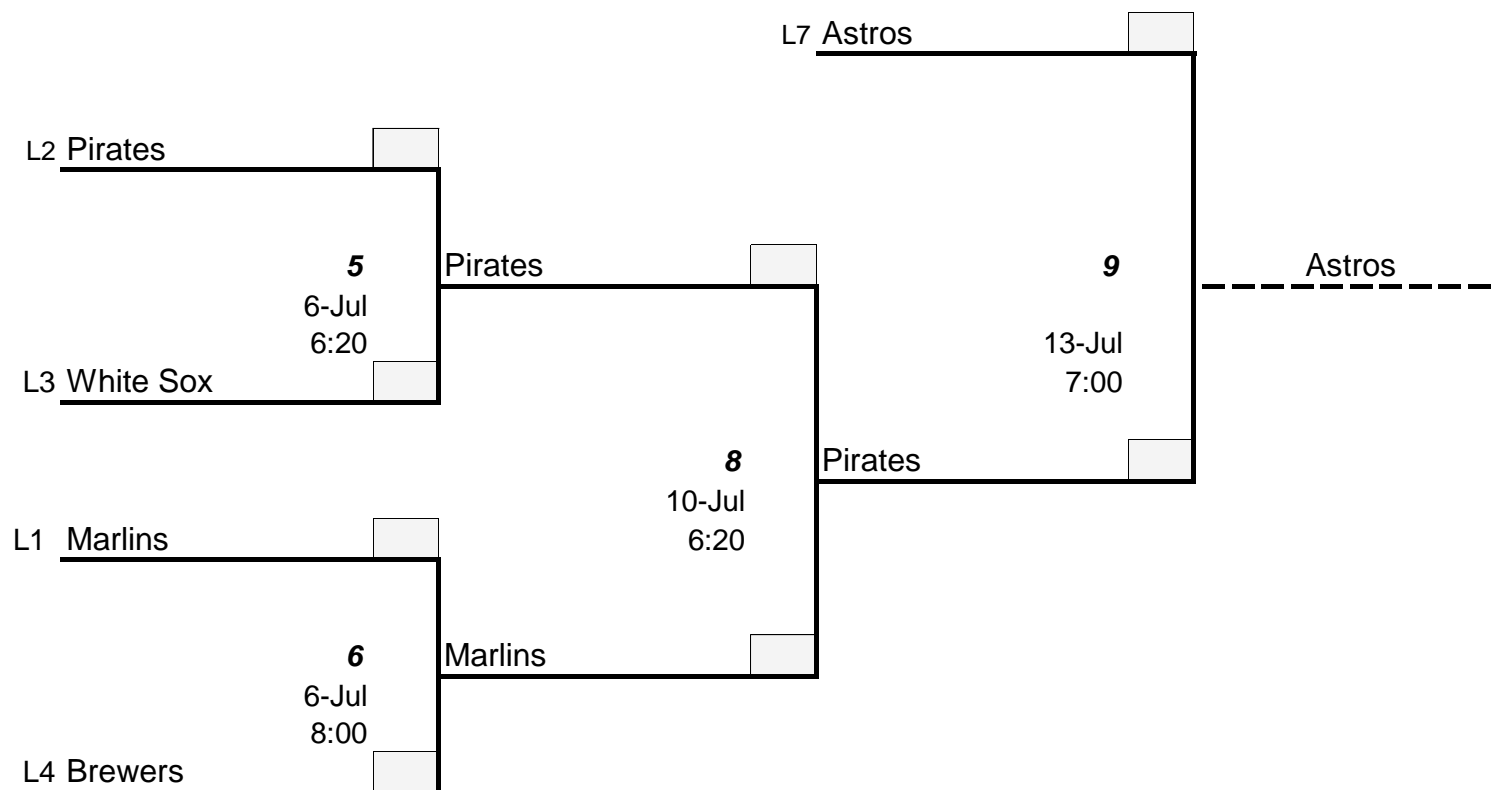 L7 Astros
L2 Pirates
5 Pirates 9 Astros
6-Jul
6:20 13-Jul
L3 White Sox 7:00
8 Pirates
10-Jul
L1 Marlins 6:20
6 Marlins
6-Jul
8:00
L4 Brewers